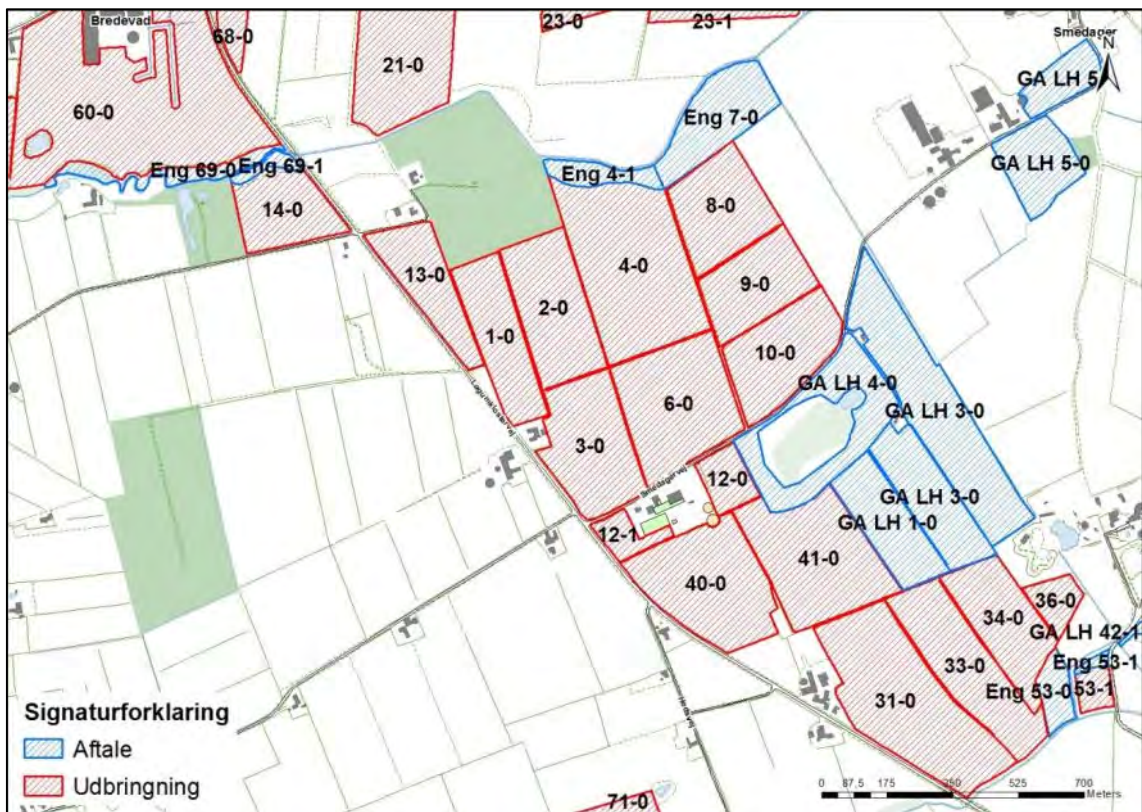 Bredevad
23-0
23-1
68-0
21-0
Smedager
N
60-0
GA LH 5
Eng 7-0
Eng 69-0
Eng 69-1
Eng 4-1
GA LH 5-0
14-0
8-0
13-0
4-0
9-0
2-0
1-0
10-0
GA LH 4-0
6-0
GA LH 3-0
3-0
Smedagervej
12-0
GA LH 3-0
GA LH 1-0
12-1
41-0
40-0
34-0
36-0
GA LH 42-1
33-0
Eng 53-1
Eng 53-0
53-1
31-0
Signaturforklaring
Aftale
Udbringning
71-0
0 87,5 175 350 525 700
Meters